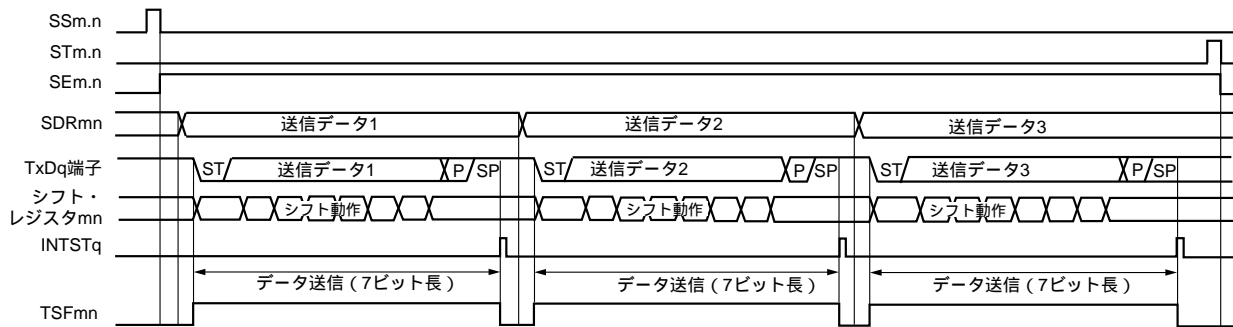 SSm.n
STm.n
SEm.n
SDRmn 送信データ1 送信データ2 送信データ3
TxDq端子 ST 送信データ1 P SP ST 送信データ2 P SP ST 送信データ3 P SP
シフト・
レジスタmn シフト動作 シフト動作 シフト動作
INTSTq
データ送信（7ビット長） データ送信（7ビット長） データ送信（7ビット長）
TSFmn